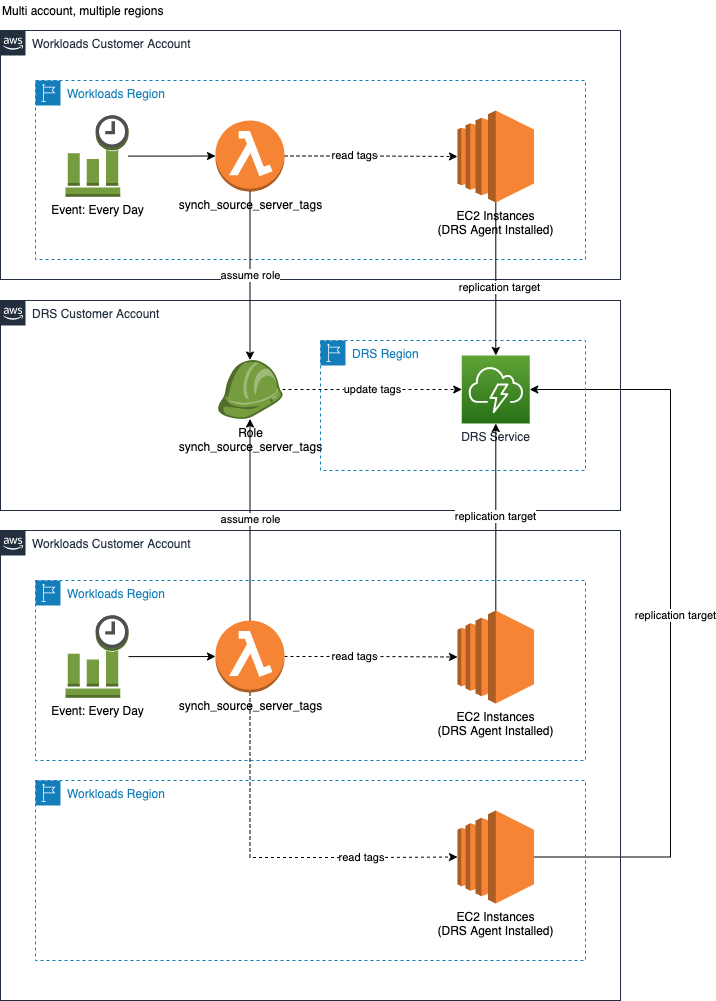 Multi account, multiple regions
aws
Workloads Customer Account
Workloads Region
read tags
Event: Every Day
synch_source_server_tags
EC2 Instances
(DRS Agent Installed)
assume role
replication target
aws
DRS Customer Account
DRS Region
update tags
Role
synch_source_server_tags
DRS Service
assume role
replication target
aws
Workloads Customer Account
Workloads Region
replication target
read tags
Event: Every Day
synch_source_server_tags
EC2 Instances
(DRS Agent Installed)
Workloads Region
read tags
EC2 Instances
(DRS Agent Installed)